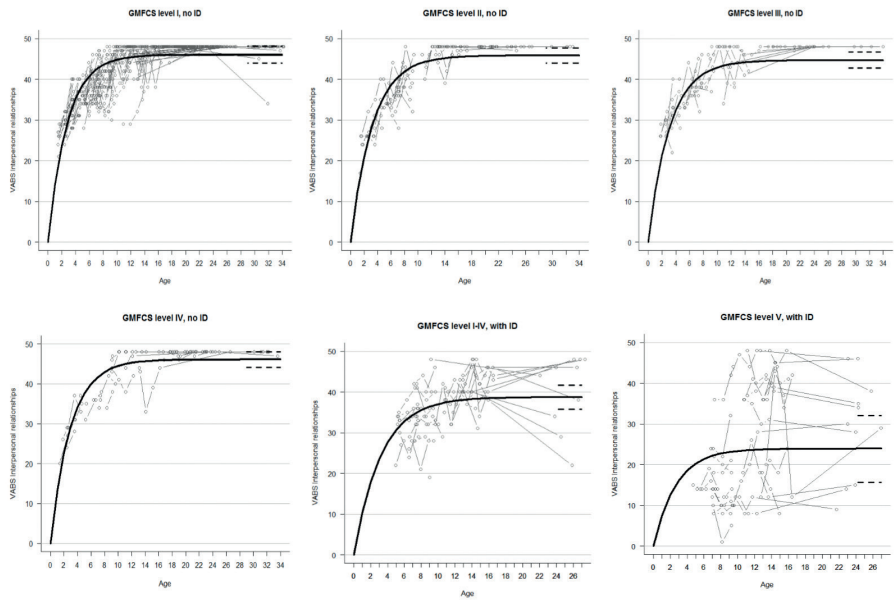 GMFCS level I, no ID
VABS Interpersonal relationships
50
40
30
20
10
0
0 2 4 6 8 10 12 14 16 18 20 22 24 26 28 30 32 34
Age
GMFCS level II, no ID
VABS Interpersonal relationships
50
40
30
20
10
0
0 2 4 6 8 10 12 14 16 18 20 22 24 26 28 30 34
Age
GMFCS level III, no ID
VABS Interpersonal relationships
50
40
30
20
10
0
0 2 4 6 8 10 12 14 16 18 20 22 24 26 28 30 32 34
Age
GMFCS level IV, no ID
VABS Interpersonal relationships
50
40
30
20
10
0
0 2 4 6 8 10 12 14 16 18 20 22 24 26 28 30 32 34
Age
GMFCS level I-IV, with ID
VABS Interpersonal relationships
50
40
30
20
10
0
0 2 4 6 8 10 12 14 16 18 20 22 24 26
Age
GMFCS level V, with ID
VABS Interpersonal relationships
50
40
30
20
10
0
0 2 4 6 8 10 12 14 16 18 20 22 24 26
Age